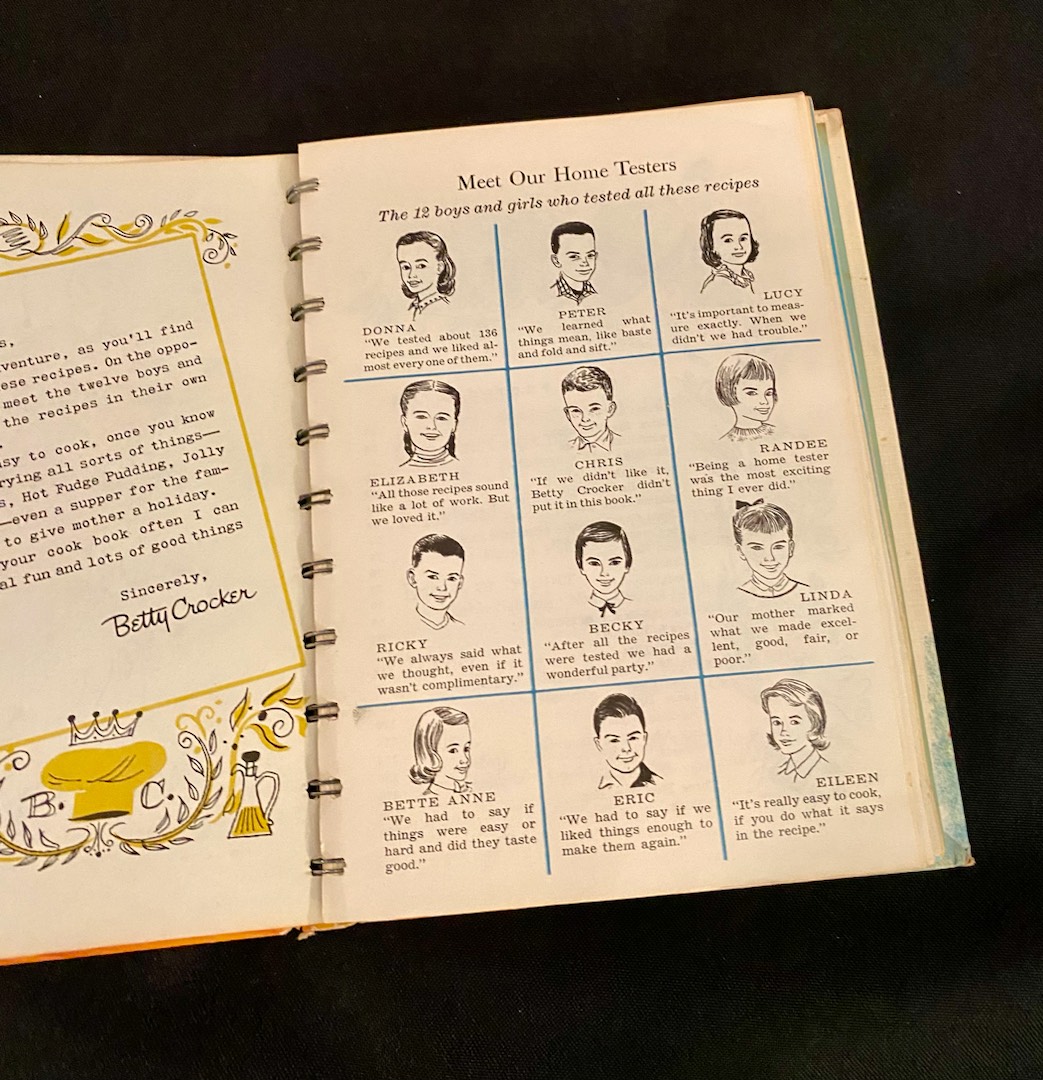 s,
venture, as you'll find
ese recipes. On the oppo-
meet the twelve boys and
the recipes in their own
.
sy to cook, once you know
rying all sorts of things—
s, Hot Fudge Pudding, Jolly
—even a supper for the fam-
to give mother a holiday.
your cook book often I can
al fun and lots of good things
Sincerely,
Betty Crocker
B. C.
Meet Our Home Testers
The 12 boys and girls who tested all these recipes
DONNA
“We tested about 136
recipes and we liked al-
most every one of them.”
PETER
“We learned what
things mean, like baste
and fold and sift.”
LUCY
“It's important to meas-
ure exactly. When we
didn't we had trouble.”
ELIZABETH
“All those recipes sound
like a lot of work. But
we loved it.”
CHRIS
“If we didn't like it,
Betty Crocker didn't
put it in this book.”
RANDEE
“Being a home tester
was the most exciting
thing I ever did.”
RICKY
“We always said what
we thought, even if it
wasn't complimentary.”
BECKY
“After all the recipes
were tested we had a
wonderful party.”
LINDA
“Our mother marked
what we made excel-
lent, good, fair, or
poor.”
BETTE ANNE
“We had to say if
things were easy or
hard and did they taste
good.”
ERIC
“We had to say if we
liked things enough to
make them again.”
EILEEN
“It's really easy to cook,
if you do what it says
in the recipe.”